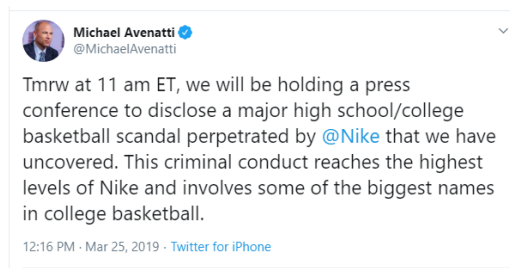 Michael Avenatti
@MichaelAvenatti
Tmrw at 11 am ET, we will be holding a press
conference to disclose a major high school/college
basketball scandal perpetrated by @Nike that we have
uncovered. This criminal conduct reaches the highest
levels of Nike and involves some of the biggest names
in college basketball.
12:16 PM · Mar 25, 2019 · Twitter for iPhone